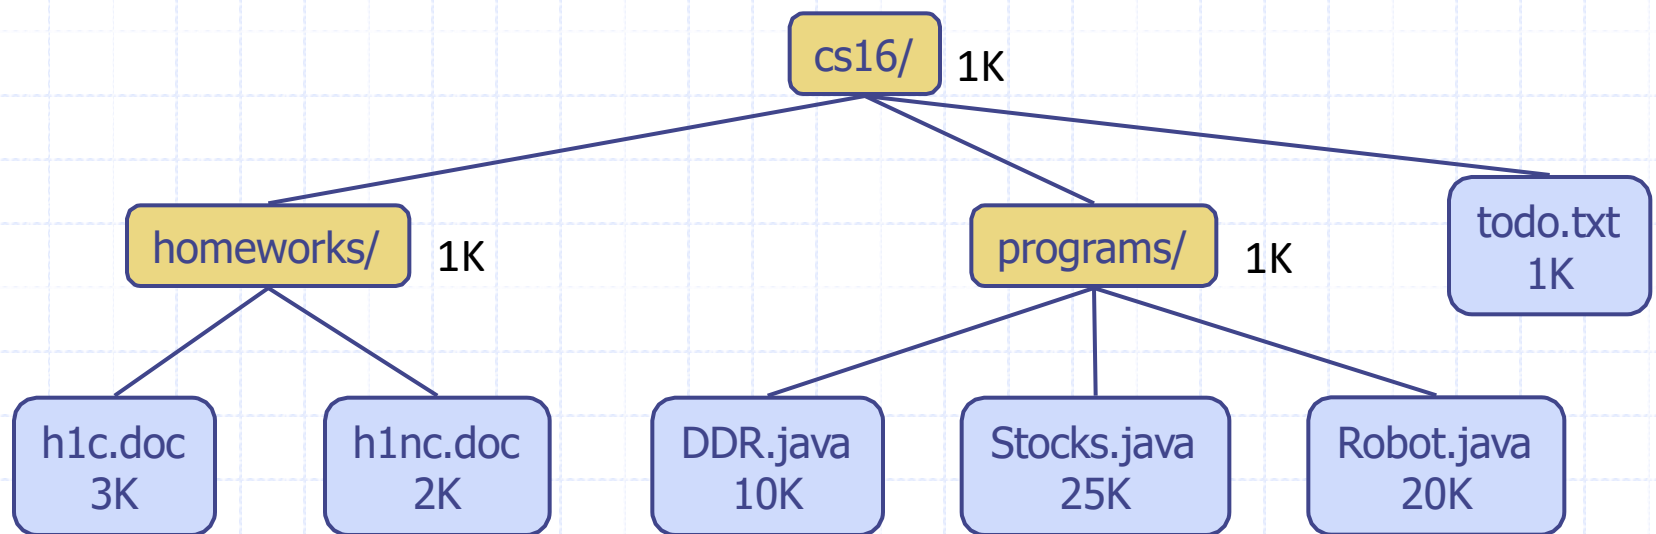 cs16/
1K
homeworks/
1K
programs/
1K
todo.txt
1K
h1c.doc
3K
h1nc.doc
2K
DDR.java
10K
Stocks.java
25K
Robot.java
20K